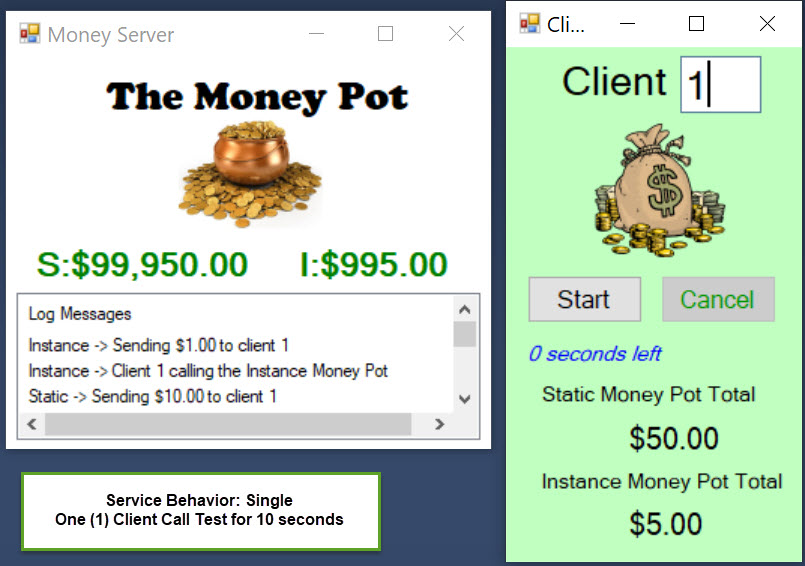 Money Server
The Money Pot
S:$99,950.00 I:$995.00
Log Messages
Instance -> Sending $1.00 to client 1
Instance -> Client 1 calling the Instance Money Pot
Static -> Sending $10.00 to client 1
Service Behavior: Single
One (1) Client Call Test for 10 seconds
Cli...
Client 1
$
Start Cancel
0 seconds left
Static Money Pot Total
$50.00
Instance Money Pot Total
$5.00